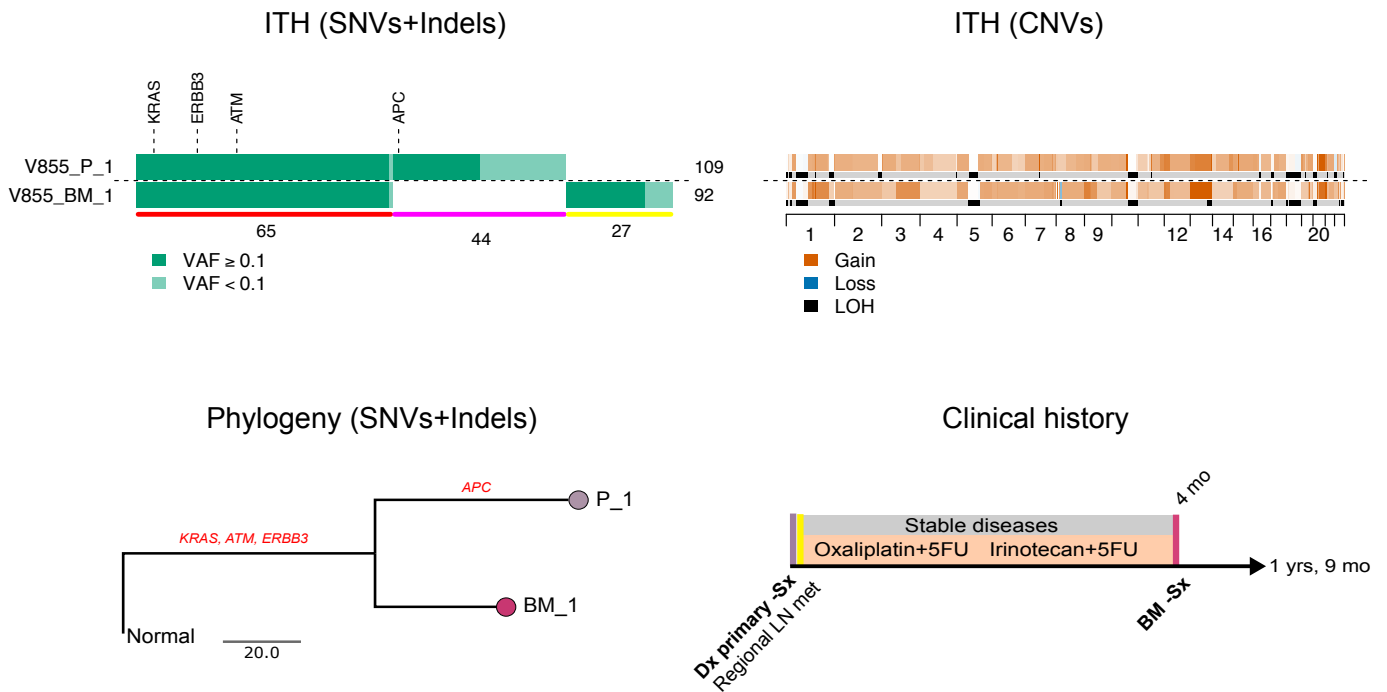 ITH (SNVs+Indels)
KRAS
ERBB3
ATM
APC
V855_P_1
109
V855_BM_1
92
65
44
27
VAF ≥ 0.1
VAF < 0.1
ITH (CNVs)
1 2 3 4 5 6 7 8 9 12 14 16 20
Gain
Loss
LOH
Phylogeny (SNVs+Indels)
APC
P_1
KRAS, ATM, ERBB3
BM_1
Normal
20.0
Clinical history
4 mo
Stable diseases
Oxaliplatin+5FU Irinotecan+5FU
1 yrs, 9 mo
Dx primary -Sx
Regional LN met
BM -Sx